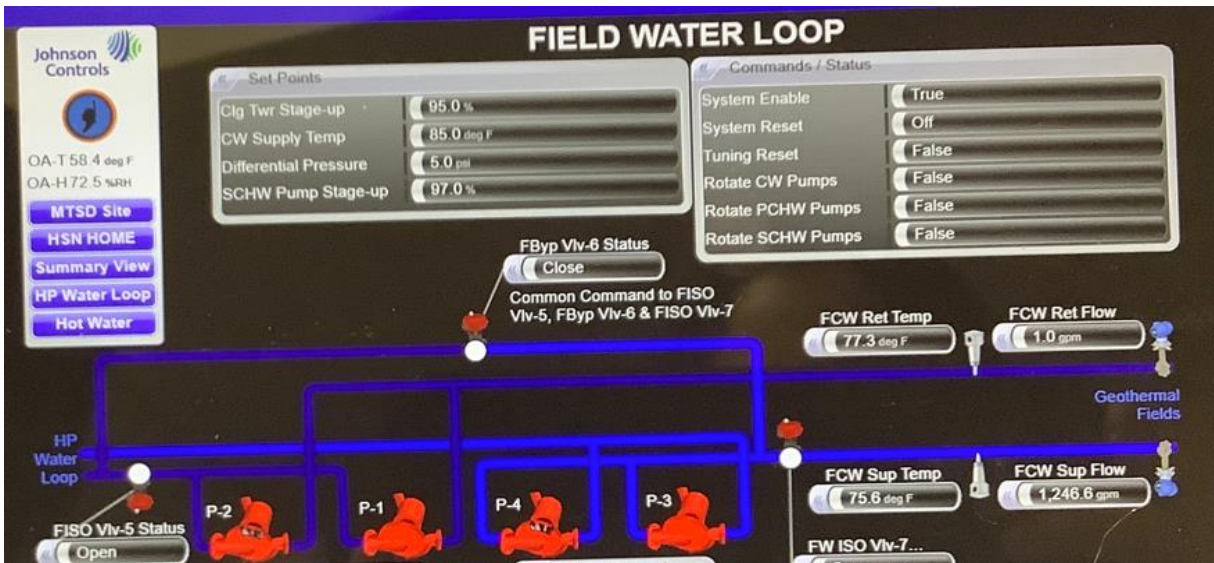 FIELD WATER LOOP
Johnson
Controls
OA-T 58.4 deg F
OA-H 72.5 %RH
MTSD Site
HSN HOME
Summary View
HP Water Loop
Hot Water
Set Points
Clg Twr Stage-up 95.0 %
CW Supply Temp 85.0 deg F
Differential Pressure 5.0 psi
SCHW Pump Stage-up 97.0 %
Commands / Status
System Enable True
System Reset Off
Tuning Reset False
Rotate CW Pumps False
Rotate PCHW Pumps False
Rotate SCHW Pumps False
FByp Vlv-6 Status
Close
Common Command to FISO
Vlv-5, FByp Vlv-6 & FISO Vlv-7
FCW Ret Temp
77.3 deg F
FCW Ret Flow
1.0 gpm
Geothermal
Fields
HP
Water
Loop
FCW Sup Temp
75.6 deg F
FCW Sup Flow
1,246.6 gpm
P-2
P-1
P-4
P-3
FISO Vlv-5 Status
Open
FW ISO Vlv-7...